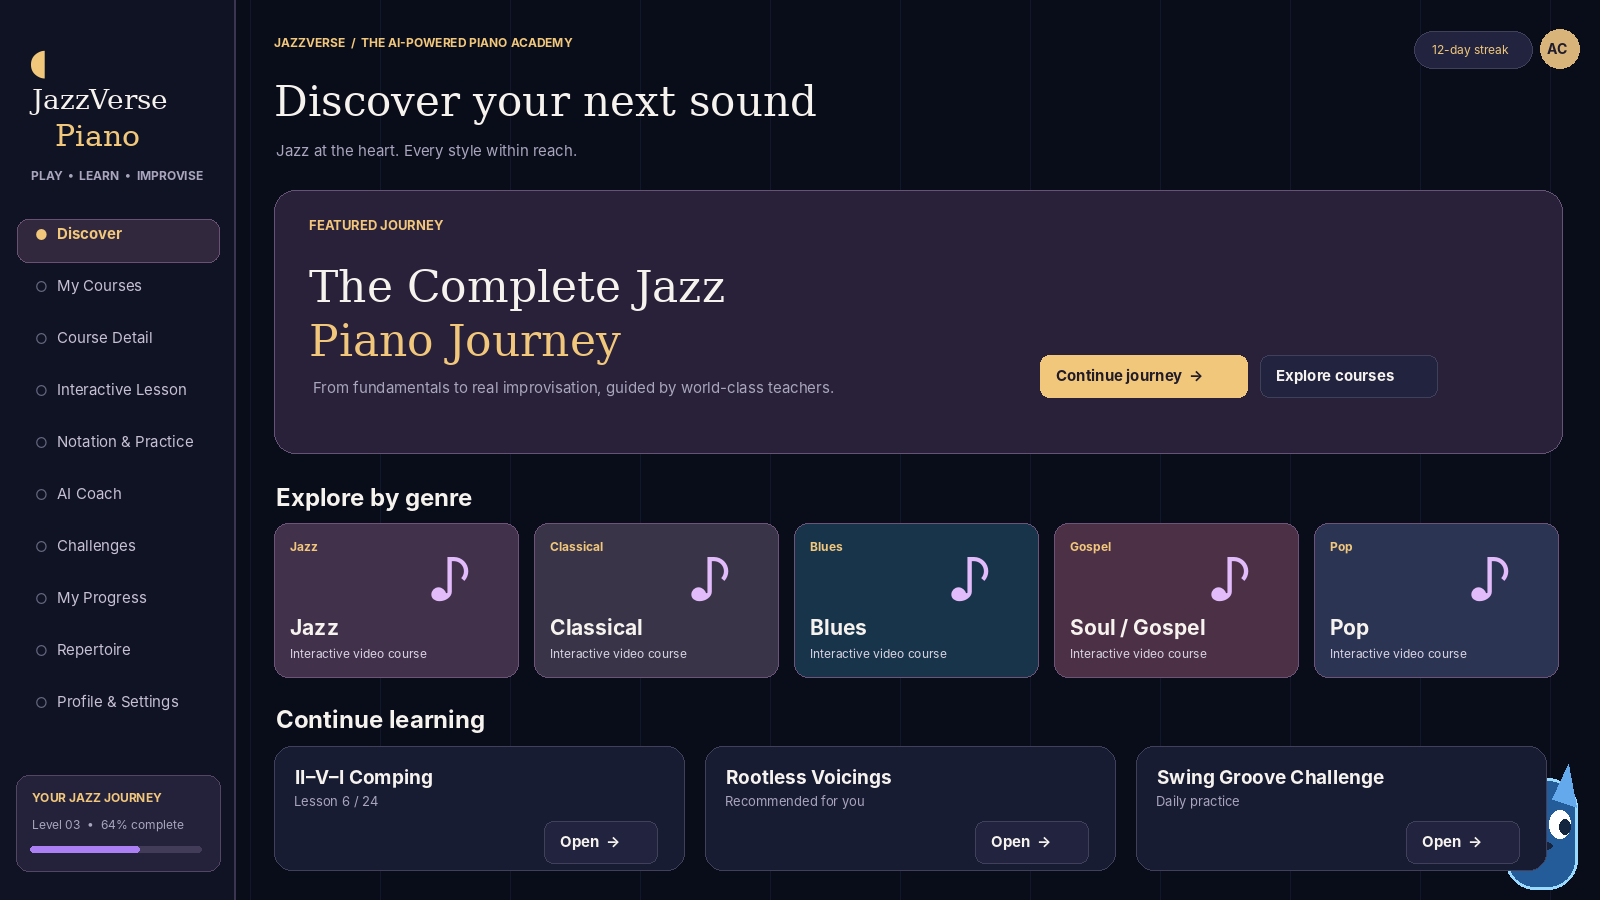 JazzVerse
Piano
PLAY • LEARN • IMPROVISE
Discover
My Courses
Course Detail
Interactive Lesson
Notation & Practice
AI Coach
Challenges
My Progress
Repertoire
Profile & Settings
YOUR JAZZ JOURNEY
Level 03 • 64% complete
JAZZVERSE / THE AI-POWERED PIANO ACADEMY
12-day streak
AC
Discover your next sound
Jazz at the heart. Every style within reach.
FEATURED JOURNEY
The Complete Jazz
Piano Journey
From fundamentals to real improvisation, guided by world-class teachers.
Continue journey →
Explore courses
Explore by genre
Jazz
Jazz
Interactive video course
Classical
Classical
Interactive video course
Blues
Blues
Interactive video course
Gospel
Soul / Gospel
Interactive video course
Pop
Pop
Interactive video course
Continue learning
II–V–I Comping
Lesson 6 / 24
Open →
Rootless Voicings
Recommended for you
Open →
Swing Groove Challenge
Daily practice
Open →